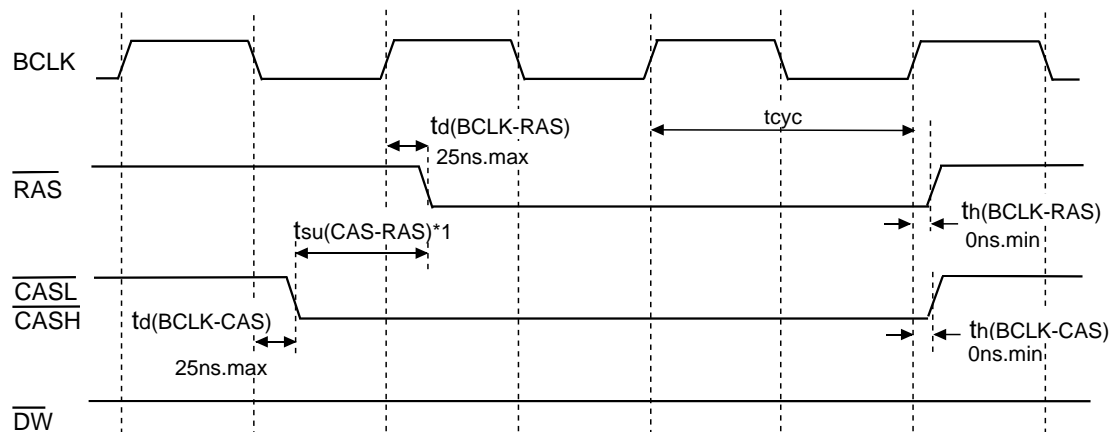 BCLK
td(BCLK-RAS)
25ns.max
tcyc
RAS
th(BCLK-RAS)
0ns.min
tsu(CAS-RAS)*1
CASL
CASH
td(BCLK-CAS)
25ns.max
th(BCLK-CAS)
0ns.min
DW